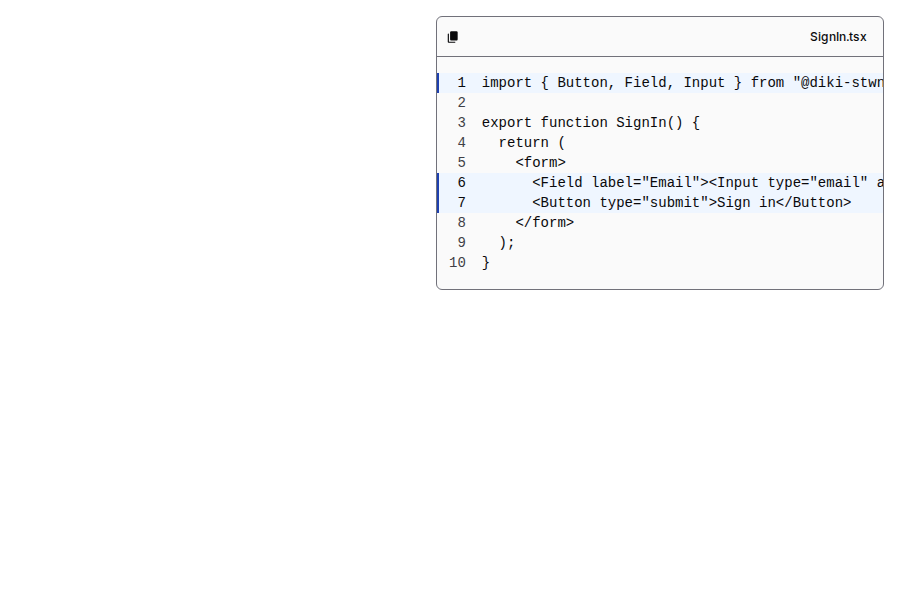 SignIn.tsx
1 import { Button, Field, Input } from "@diki-stwn
2
3 export function SignIn() {
4   return (
5     <form>
6       <Field label="Email"><Input type="email" a
7       <Button type="submit">Sign in</Button>
8     </form>
9   );
10 }